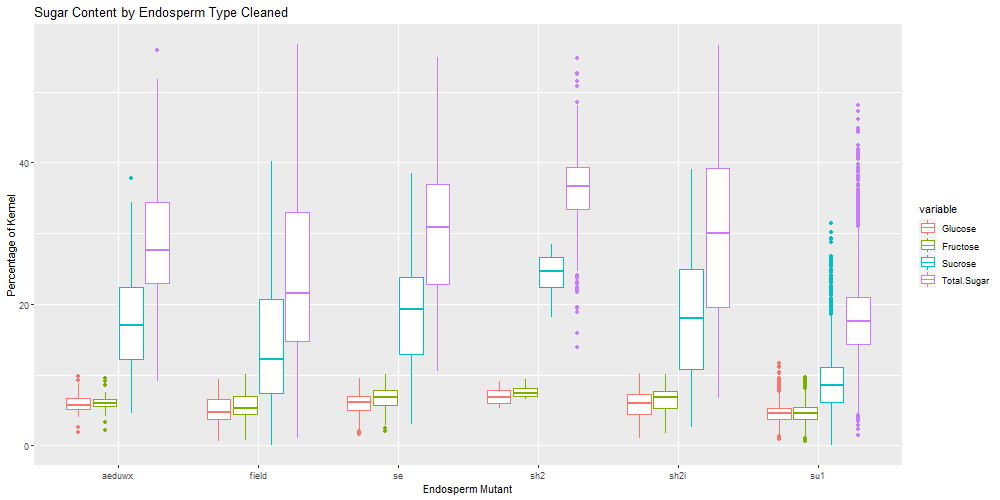 Sugar Content by Endosperm Type Cleaned
Percentage of Kernel
40
20
0
aeduwx field se sh2 sh2i su1
Endosperm Mutant
variable
Glucose
Fructose
Sucrose
Total.Sugar